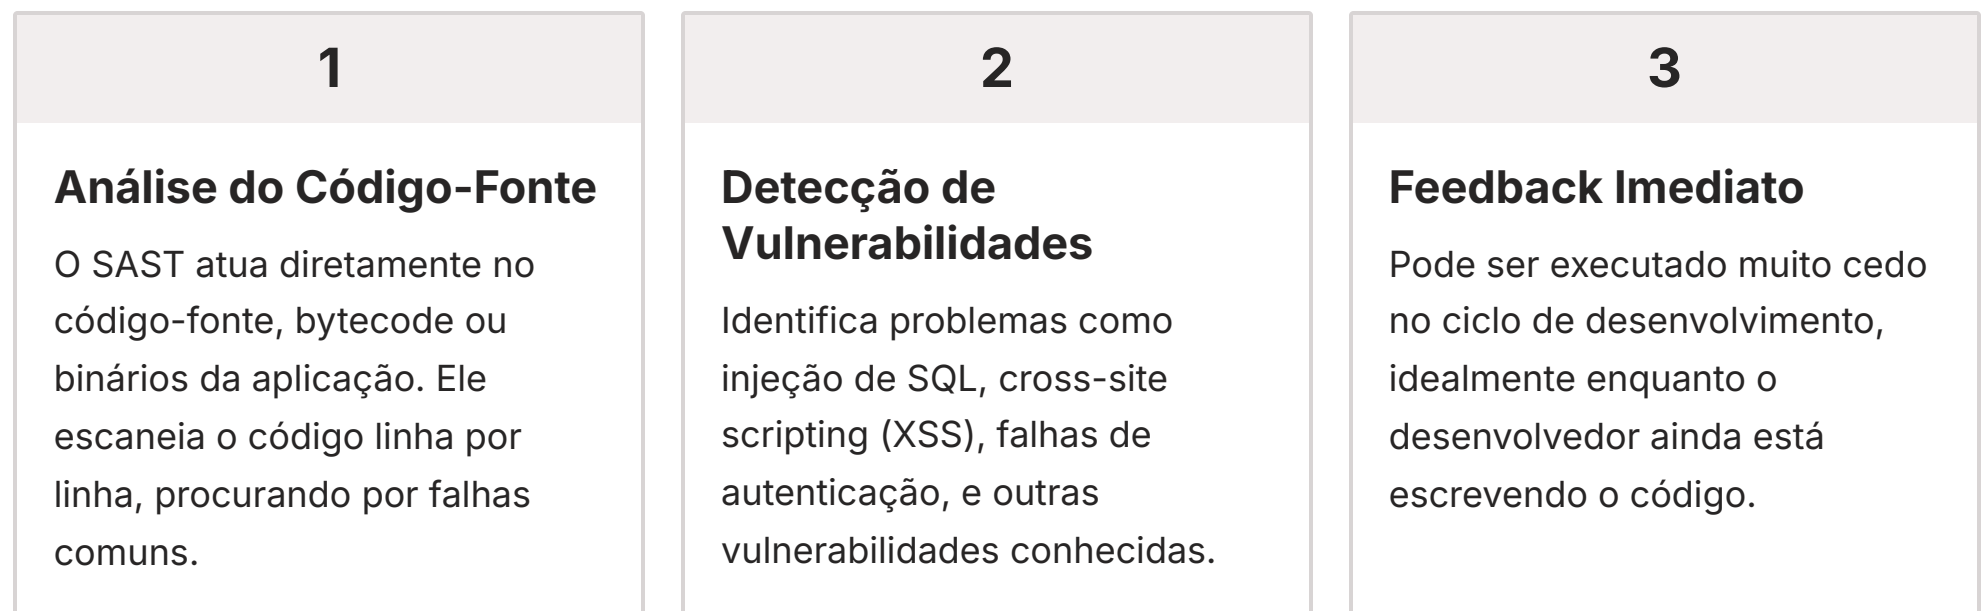 1
Análise do Código-Fonte
O SAST atua diretamente no
código-fonte, bytecode ou
binários da aplicação. Ele
escaneia o código linha por
linha, procurando por falhas
comuns.
2
Detecção de
Vulnerabilidades
Identifica problemas como
injeção de SQL, cross-site
scripting (XSS), falhas de
autenticação, e outras
vulnerabilidades conhecidas.
3
Feedback Imediato
Pode ser executado muito cedo
no ciclo de desenvolvimento,
idealmente enquanto o
desenvolvedor ainda está
escrevendo o código.